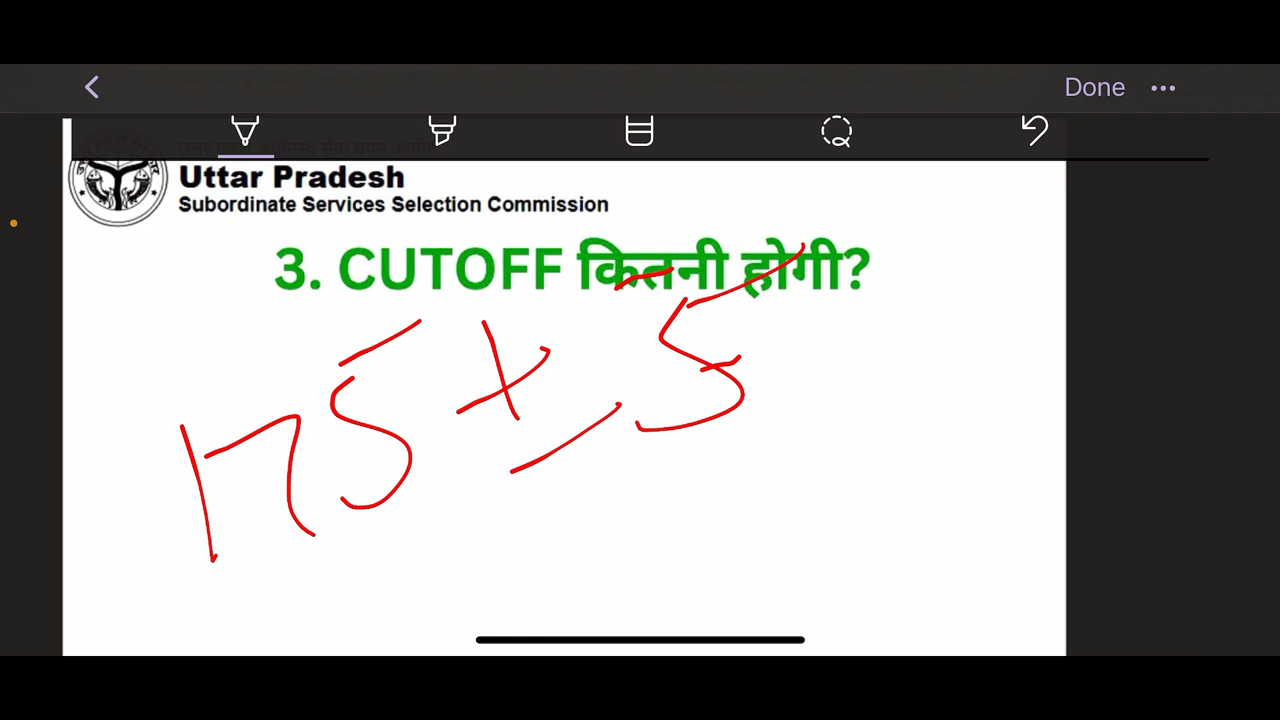 Done
Uttar Pradesh
Subordinate Services Selection Commission
3. CUTOFF कितनी होगी?
175 ± 5